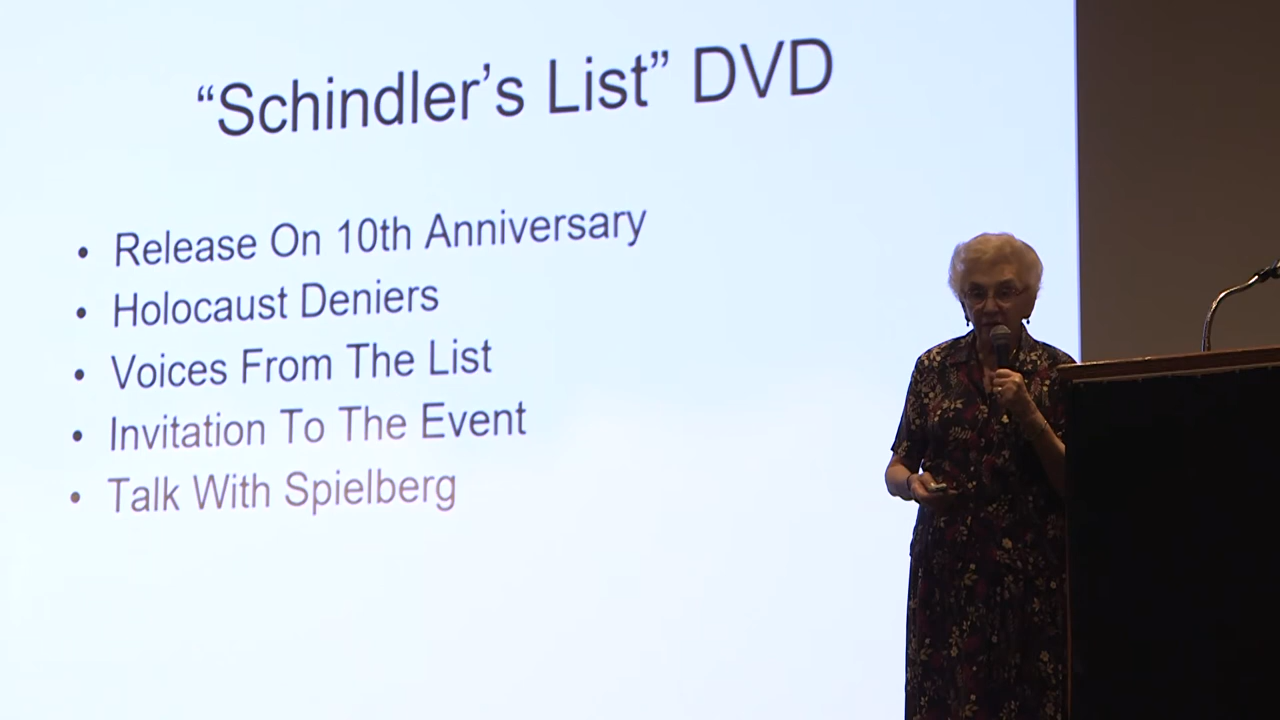 “Schindler’s List” DVD
• Release On 10th Anniversary
• Holocaust Deniers
• Voices From The List
• Invitation To The Event
• Talk With Spielberg